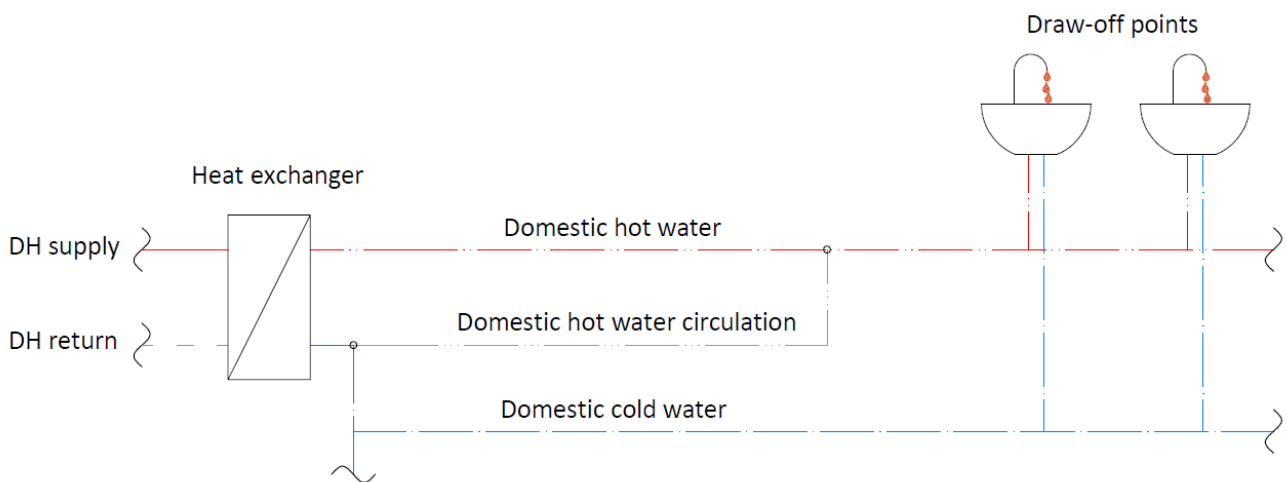 Draw-off points
Heat exchanger
DH supply
Domestic hot water
DH return
Domestic hot water circulation
Domestic cold water